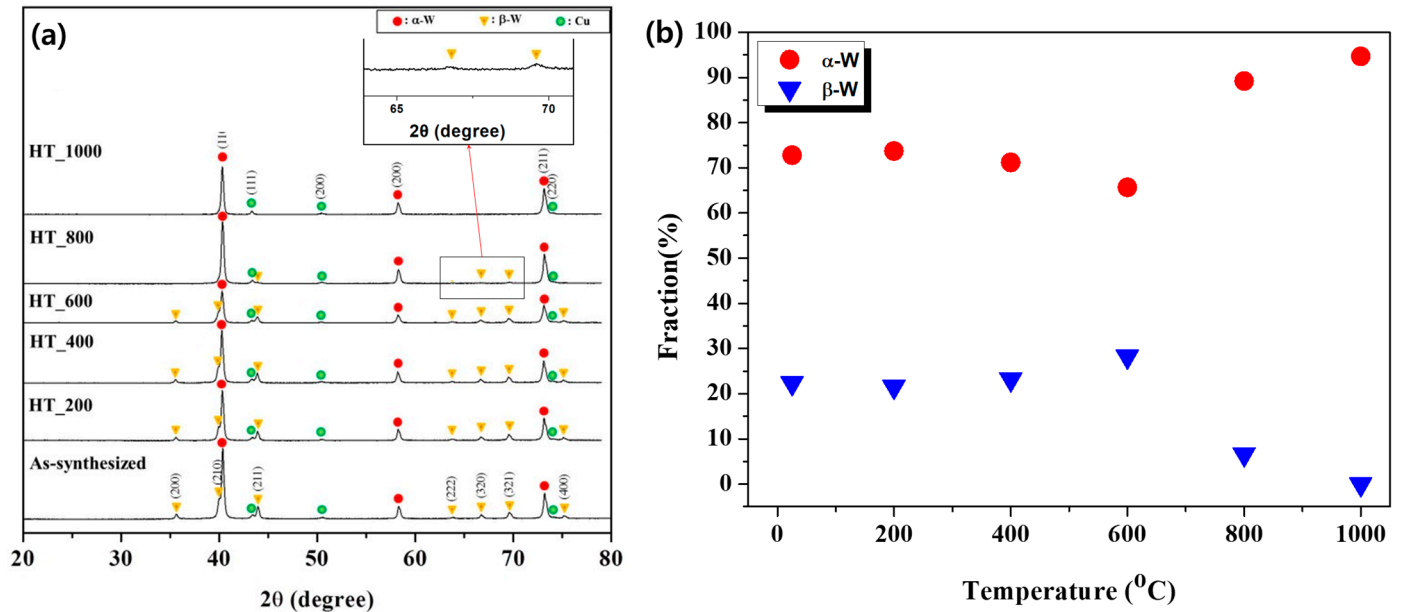 (a)
: α-W : β-W : Cu
65 70
2θ (degree)
HT_1000
(111)
(200)
(200)
(211)
(220)
HT_800
HT_600
HT_400
HT_200
As-synthesized
(200)
(210)
(211)
(222)
(320)
(321)
(400)
20 30 40 50 60 70 80
2θ (degree)
(b)
α-W
β-W
100
90
80
70
60
50
40
30
20
10
0
Fraction(%)
0 200 400 600 800 1000
Temperature (⁰C)